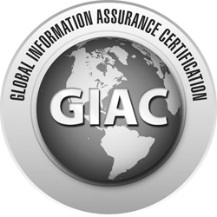 GLOBAL INFORMATION ASSURANCE CERTIFICATION
GIAC